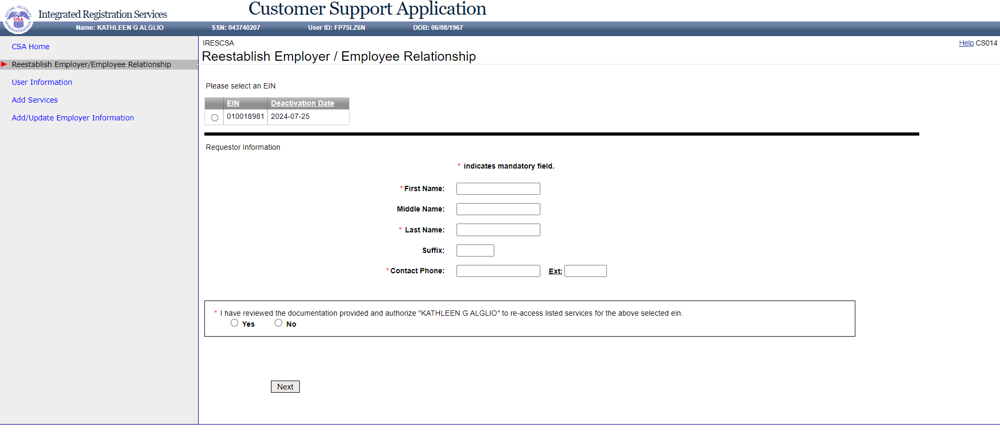 Customer Support Application
Integrated Registration Services
SOCIAL SECURITY ADMINISTRATION
USA
Name: KATHLEEN G ALGLIO SSN: 043740207 User ID: FP75LZ6N DOB: 06/08/1967
CSA Home
Reestablish Employer/Employee Relationship
User Information
Add Services
Add/Update Employer Information
IRESCSA
Help CS014
Reestablish Employer / Employee Relationship
Please select an EIN
EIN Deactivation Date
010018981 2024-07-25
Requestor Information
* indicates mandatory field.
*First Name:
Middle Name:
* Last Name:
Suffix:
*Contact Phone: Ext:
* I have reviewed the documentation provided and authorize "KATHLEEN G ALGLIO" to re-access listed services for the above selected ein.
Yes No
Next